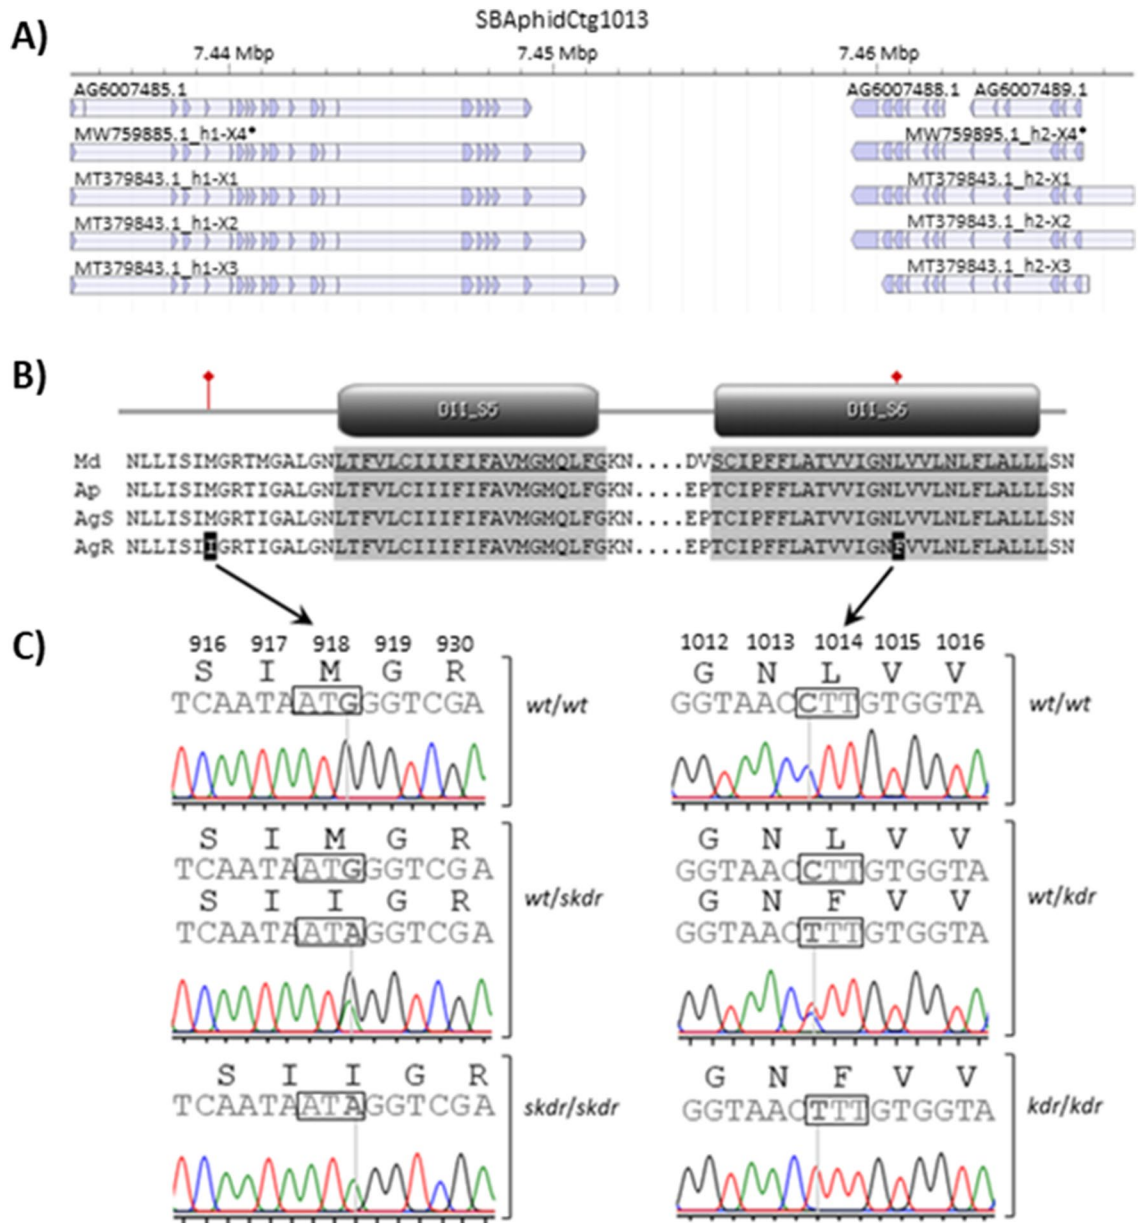 A)
SBAphidCtg1013
7.44 Mbp 7.45 Mbp 7.46 Mbp
AG6007485.1 AG6007488.1 AG6007489.1
MW759885.1_h1-X4* MW759895.1_h2-X4*
MT379843.1_h1-X1 MT379843.1_h2-X1
MT379843.1_h1-X2 MT379843.1_h2-X2
MT379843.1_h1-X3 MT379843.1_h2-X3
B)
DII_S5 DII_S6
Md NLLISIMGRTMGALGNLTFVLCIIIFIFAVMGMQLFGKN....DVSCIPFFLATVVIGNLVVLNLFLALLLSN
Ap NLLISIMGRTIGALGNLTFVLCIIIFIFAVMGMQLFGKN....EPTCIPFFLATVVIGNLVVLNLFLALLLSN
AgS NLLISIMGRTIGALGNLTFVLCIIIFIFAVMGMQLFGKN....EPTCIPFFLATVVIGNLVVLNLFLALLLSN
AgR NLLISIIGRTIGALGNLTFVLCIIIFIFAVMGMQLFGKN....EPTCIPFFLATVVIGNFVVLNLFLALLLSN
C)
916 917 918 919 930 1012 1013 1014 1015 1016
S I M G R G N L V V
TCAATAATGGGTCGA wt/wt GGTAACCTTGTGGTA wt/wt
S I M G R G N L V V
TCAATAATGGGTCGA GGTAACCTTGTGGTA
wt/skdr wt/kdr
S I I G R G N F V V
TCAATAATAGGTCGA GGTAACTTTGTGGTA
S I I G R G N F V V
TCAATAATAGGTCGA skdr/skdr GGTAACTTTGTGGTA kdr/kdr